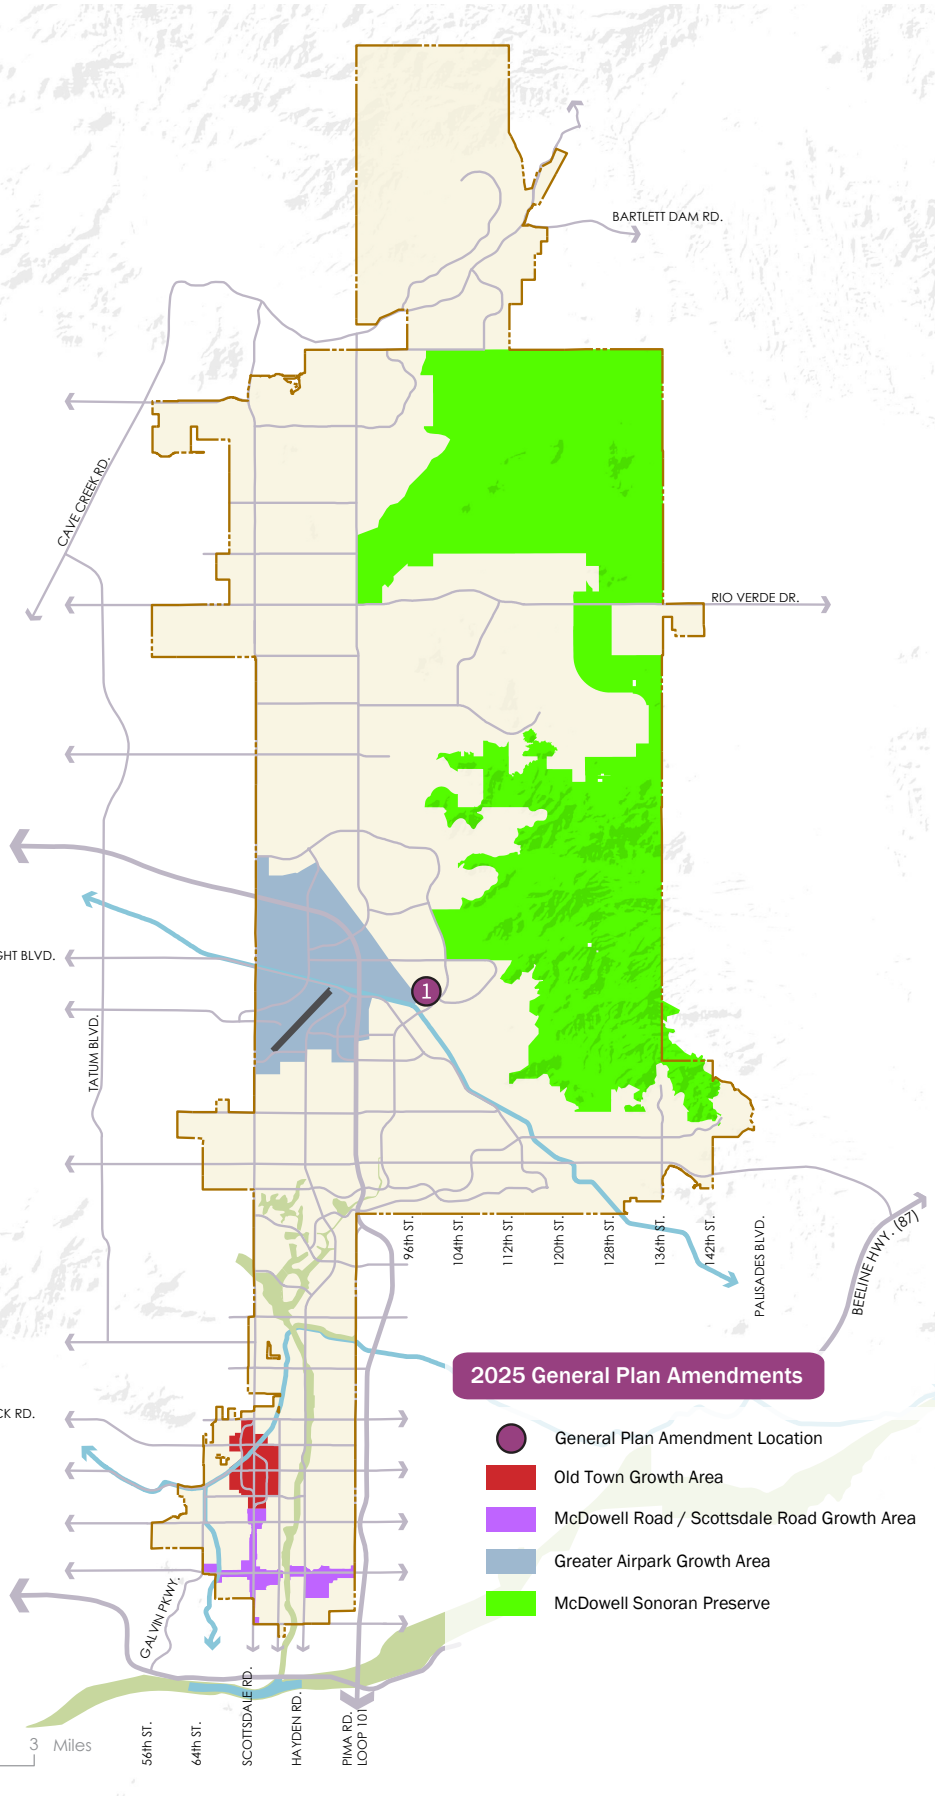 BARTLETT DAM RD.
CAVE CREEK RD.
RIO VERDE DR.
GHT BLVD.
1
TATUM BLVD.
96th ST.
104th ST.
112th ST.
120th ST.
128th ST.
136th ST.
142th ST.
PALISADES BLVD.
BEELINE HWY. (87)
2025 General Plan Amendments
CK RD.
General Plan Amendment Location
Old Town Growth Area
McDowell Road / Scottsdale Road Growth Area
Greater Airpark Growth Area
McDowell Sonoran Preserve
GALVIN PKWY.
3 Miles
56th ST.
64th ST.
SCOTTSDALE RD.
HAYDEN RD.
PIMA RD.
LOOP 101